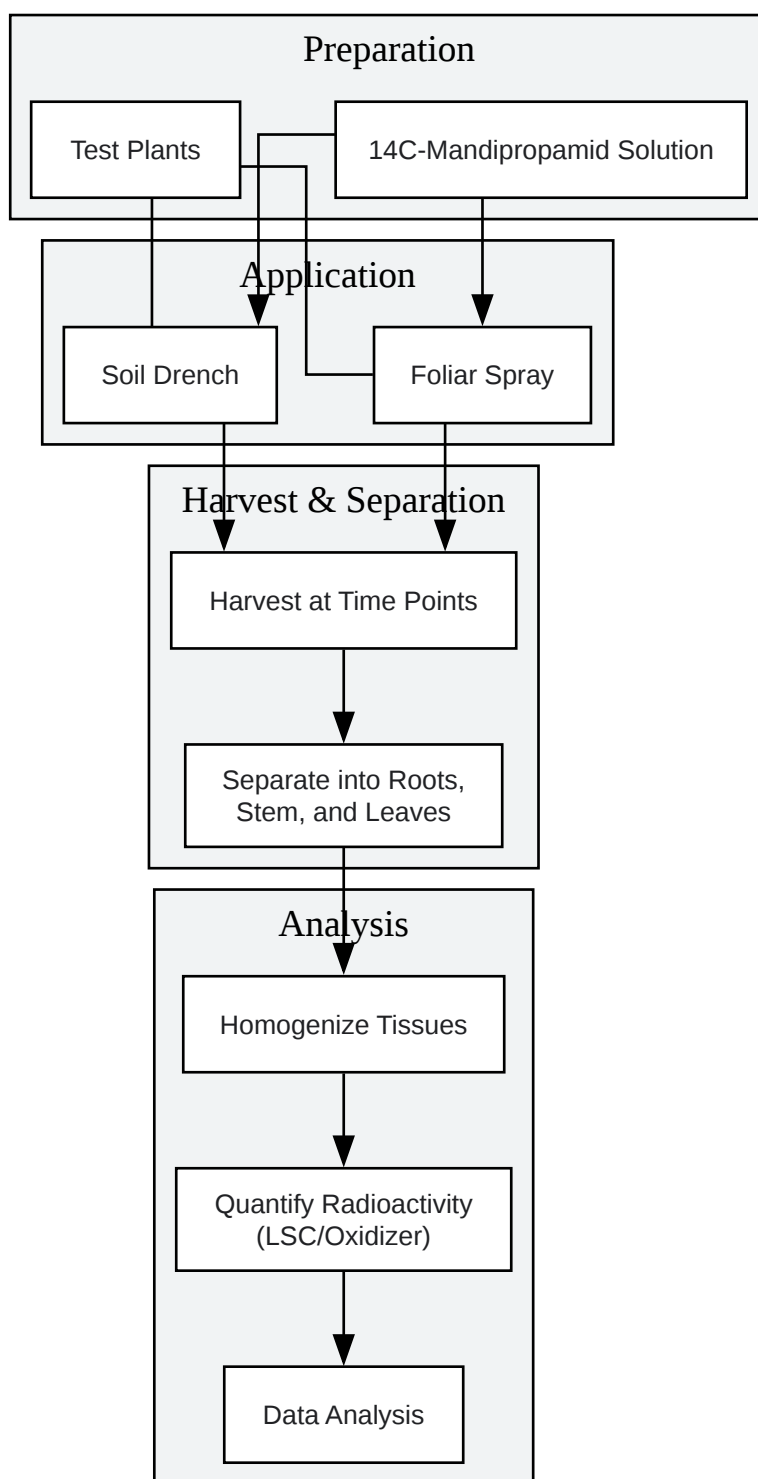 Preparation
Test Plants
14C-Mandipropamid Solution
Application
Soil Drench
Foliar Spray
Harvest & Separation
Harvest at Time Points
Separate into Roots,
Stem, and Leaves
Analysis
Homogenize Tissues
Quantify Radioactivity
(LSC/Oxidizer)
Data Analysis